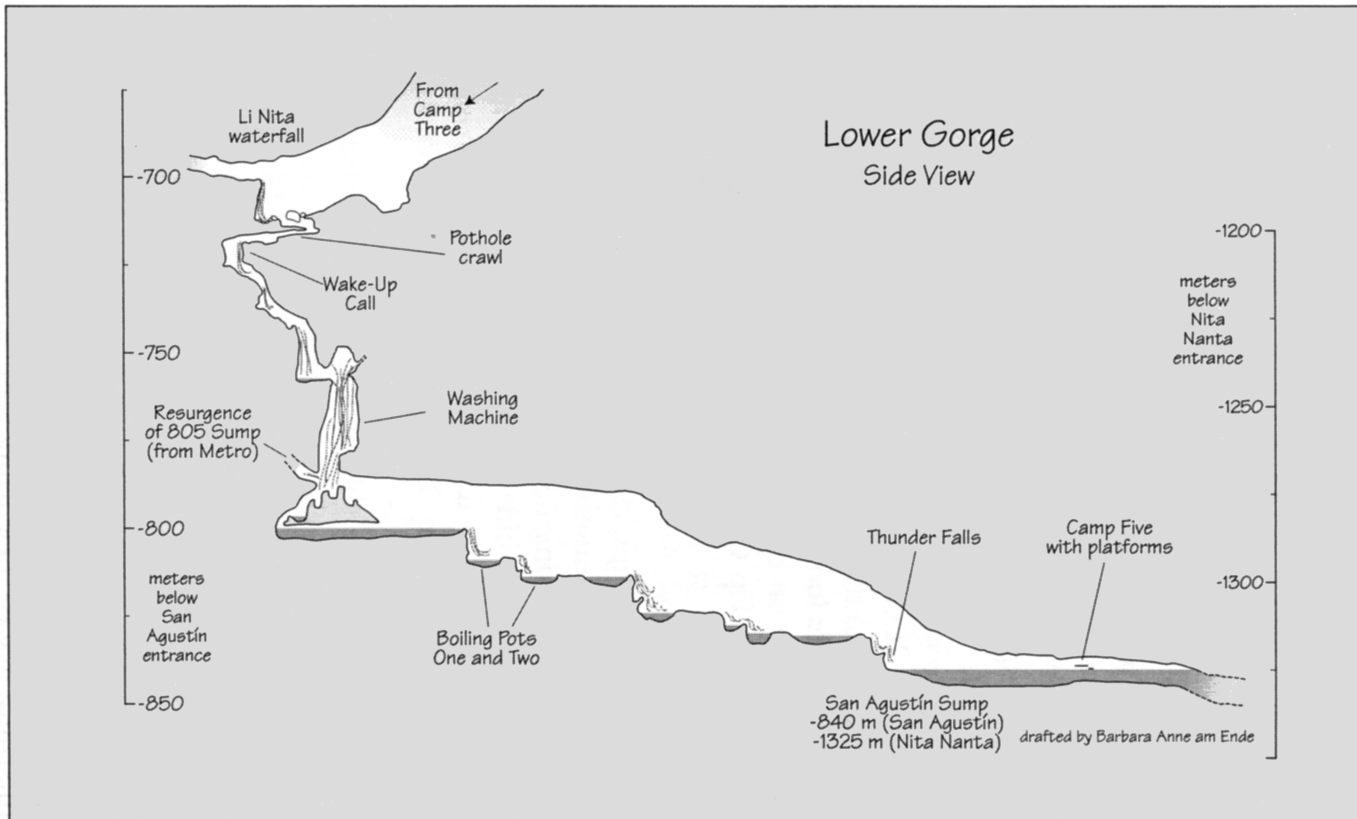 Lower Gorge
Side View
From
Camp
Three
Li Nita
waterfall
-700
Pothole
crawl
Wake-Up
Call
-750
Washing
Machine
Resurgence
of 805 Sump
(from Metro)
-800
meters
below
San
Agustín
entrance
-850
Boiling Pots
One and Two
Thunder Falls
Camp Five
with platforms
San Agustín Sump
-840 m (San Agustín)
-1325 m (Nita Nanta)
drafted by Barbara Anne am Ende
-1200
meters
below
Nita
Nanta
entrance
-1250
-1300